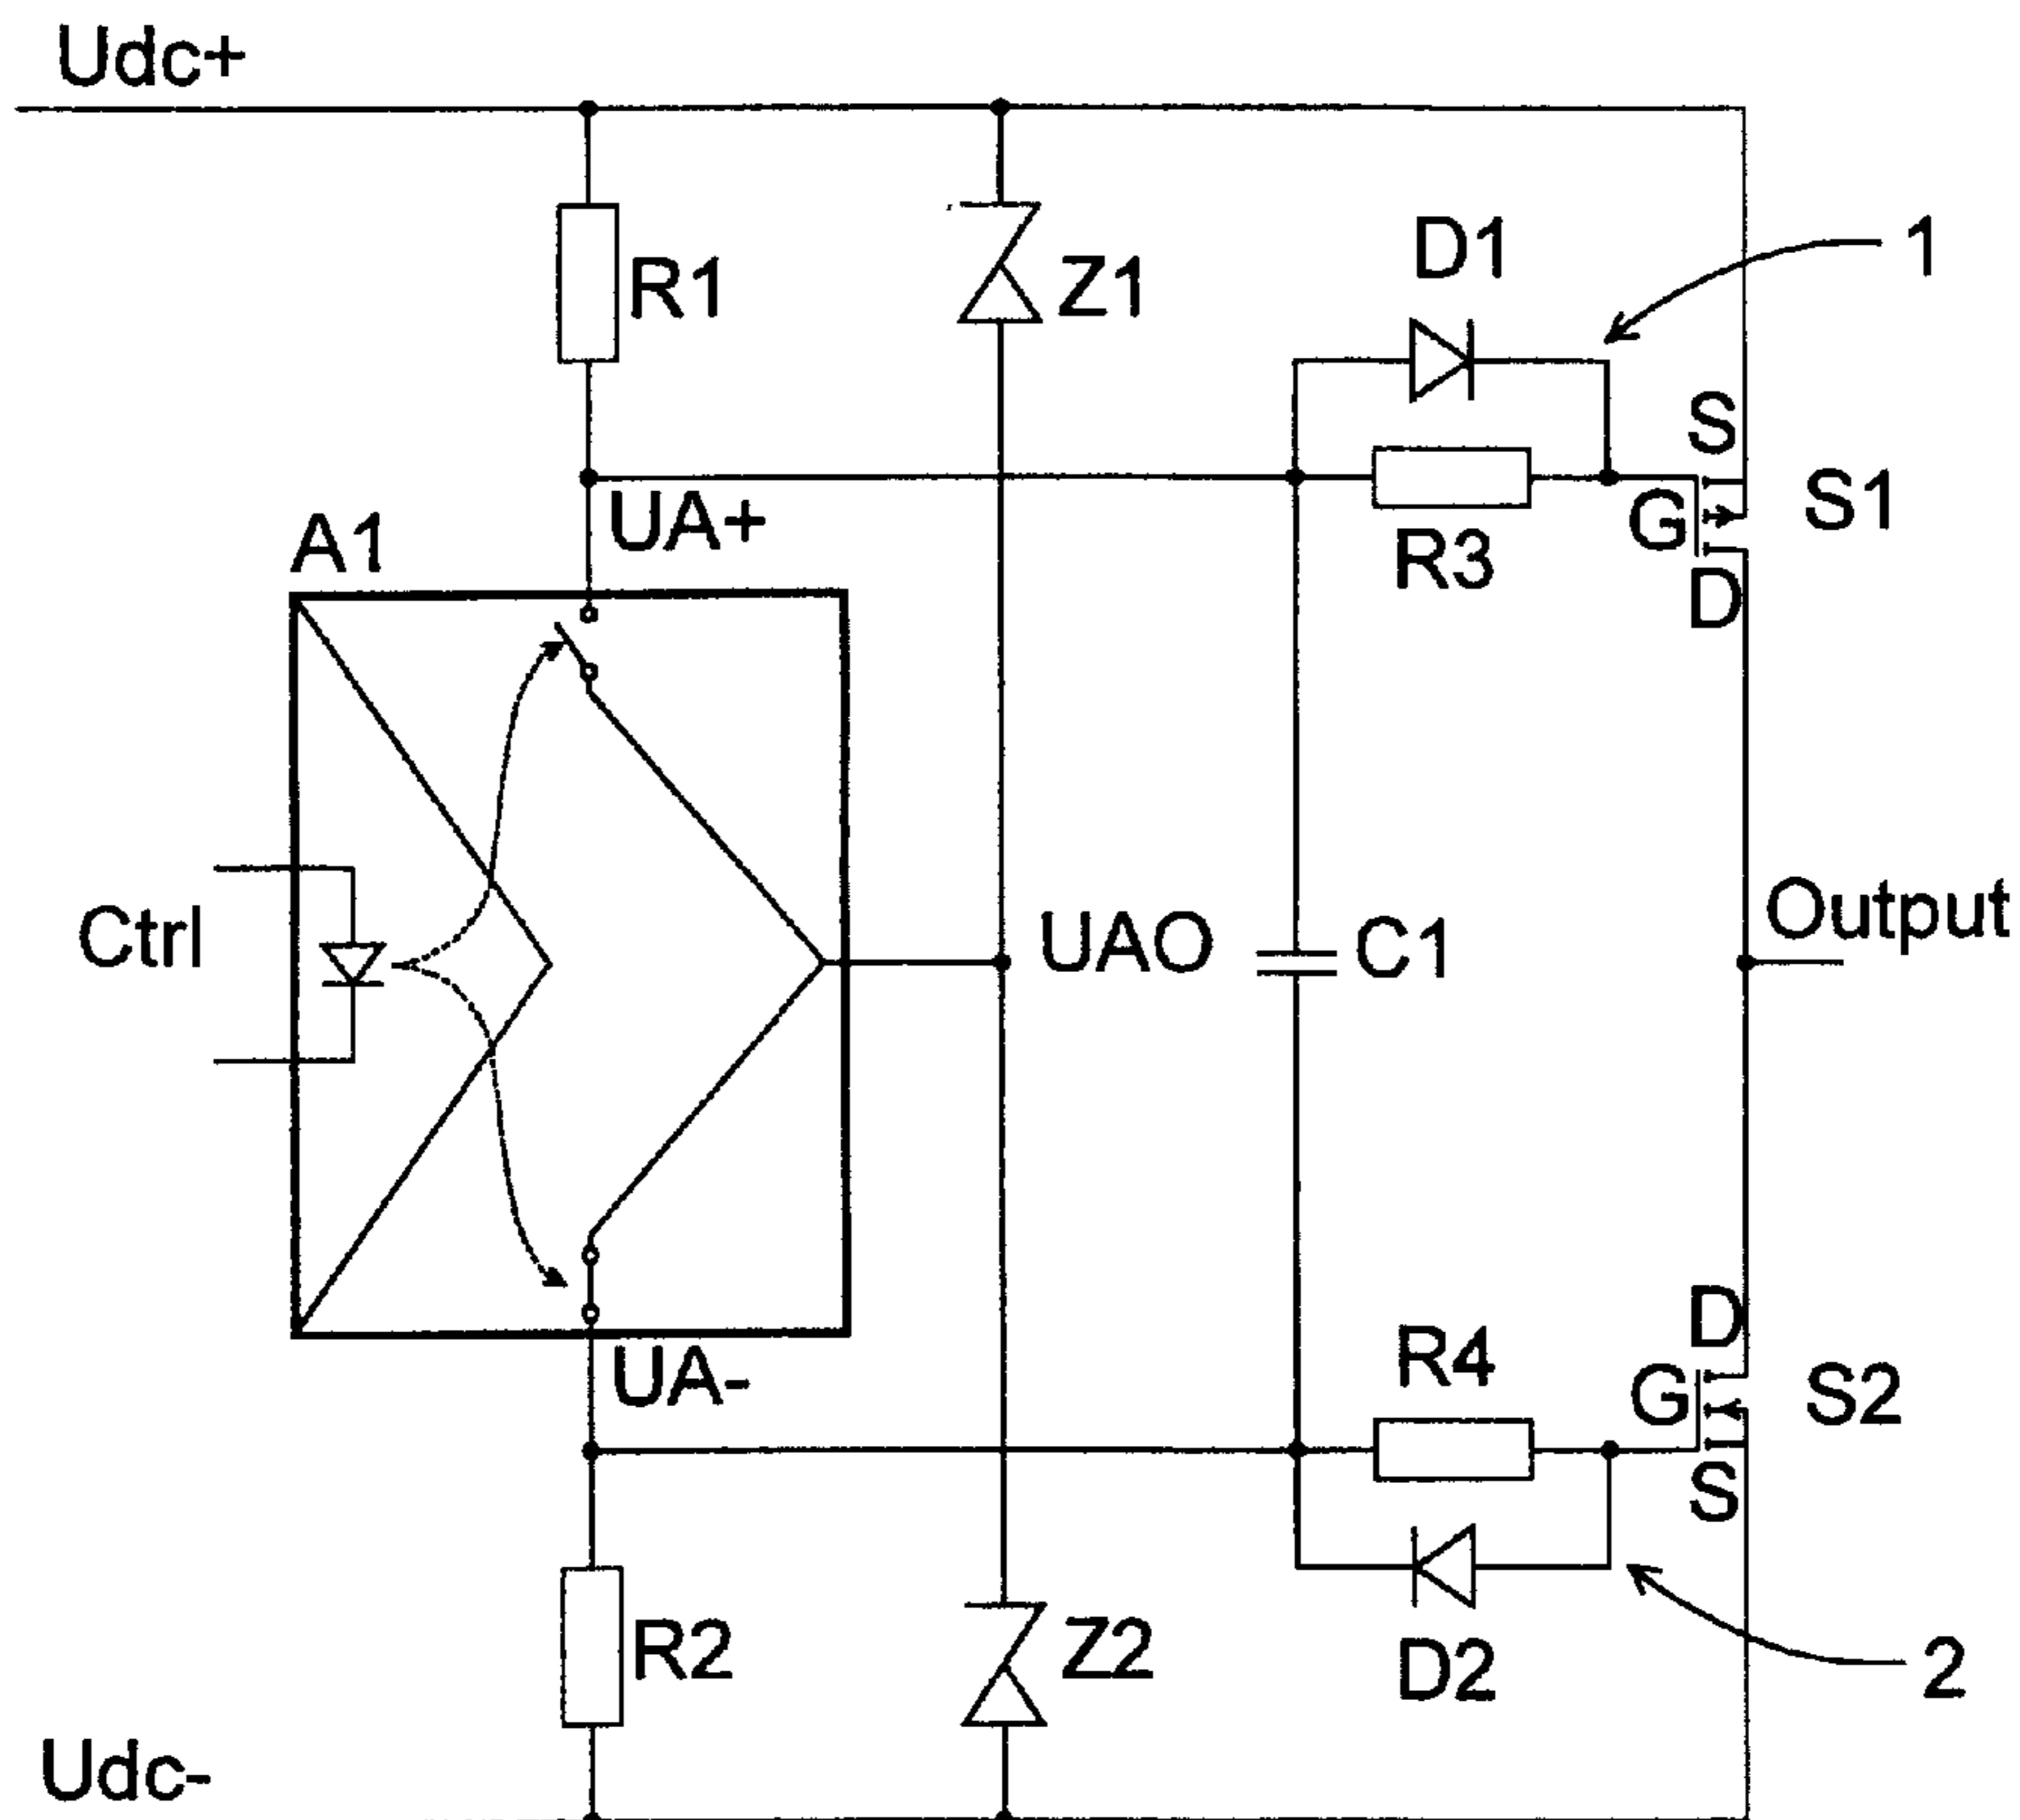 Udc+
D1
1
R1
Z1
S
UA+
G
S1
A1
R3
D
Ctrl
UAO
C1
Output
D
R4
UA-
G
S2
S
R2
Z2
D2
2
Udc-